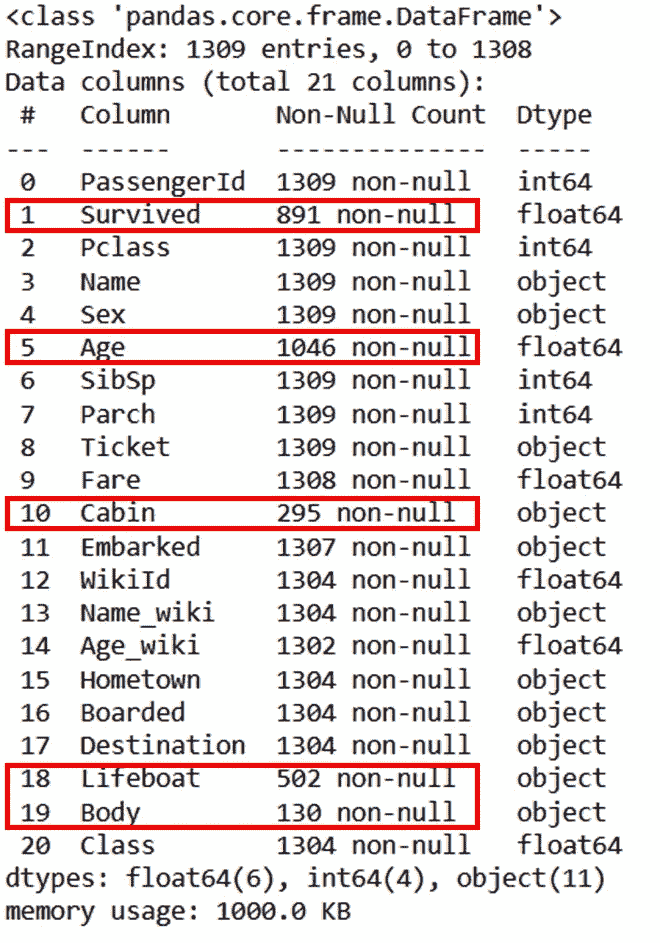 <class 'pandas.core.frame.DataFrame'>
RangeIndex: 1309 entries, 0 to 1308
Data columns (total 21 columns):
 #   Column       Non-Null Count  Dtype
---  ------       --------------  -----
 0   PassengerId  1309 non-null   int64
 1   Survived     891 non-null    float64
 2   Pclass       1309 non-null   int64
 3   Name         1309 non-null   object
 4   Sex          1309 non-null   object
 5   Age          1046 non-null   float64
 6   SibSp        1309 non-null   int64
 7   Parch        1309 non-null   int64
 8   Ticket       1309 non-null   object
 9   Fare         1308 non-null   float64
 10  Cabin        295 non-null    object
 11  Embarked     1307 non-null   object
 12  WikiId       1304 non-null   float64
 13  Name_wiki    1304 non-null   object
 14  Age_wiki     1302 non-null   float64
 15  Hometown     1304 non-null   object
 16  Boarded      1304 non-null   object
 17  Destination  1304 non-null   object
 18  Lifeboat     502 non-null    object
 19  Body         130 non-null    object
 20  Class        1304 non-null   float64
dtypes: float64(6), int64(4), object(11)
memory usage: 1000.0 KB